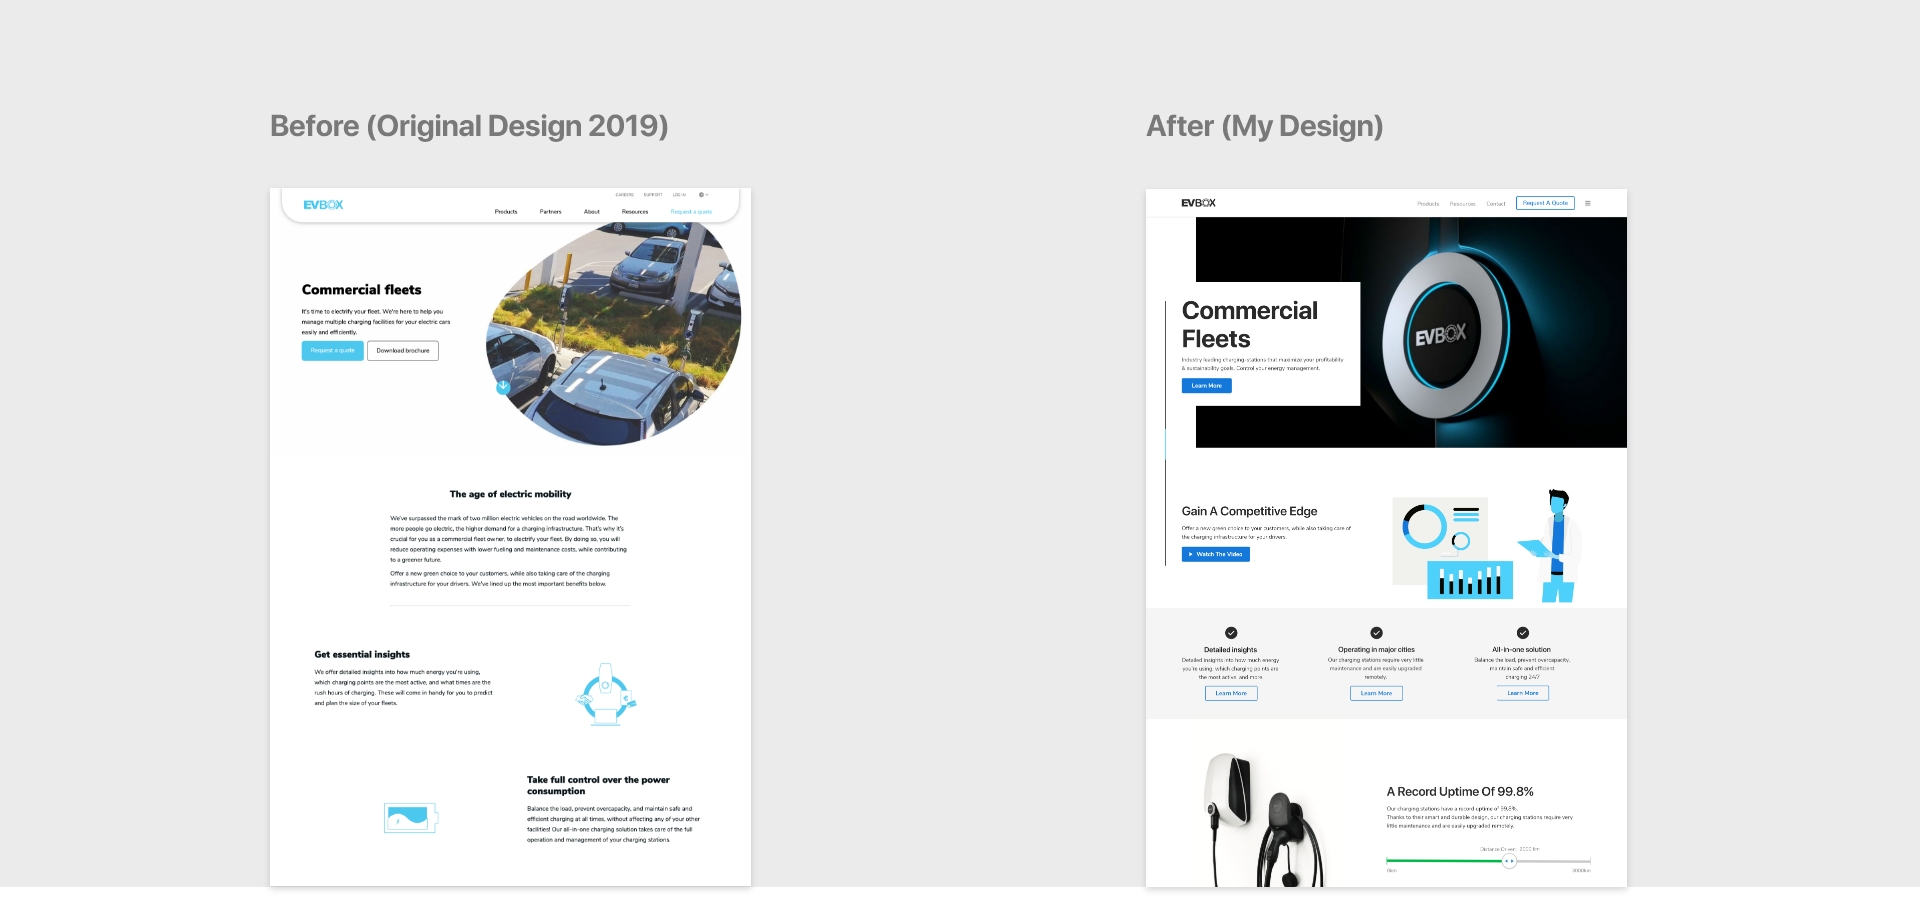 Before (Original Design 2019)
After (My Design)
CAREERS SUPPORT LOG IN
EVBOX
Products Partners About Resources Request a quote
Commercial fleets
It's time to electrify your fleet. We're here to help you
manage multiple charging facilities for your electric cars
easily and efficiently.
Request a quote Download brochure
The age of electric mobility
We've surpassed the mark of two million electric vehicles on the road worldwide. The
more people go electric, the higher demand for a charging infrastructure. That's why it's
crucial for you as a commercial fleet owner, to electrify your fleet. By doing so, you will
reduce operating expenses with lower fueling and maintenance costs, while contributing
to a greener future.
Offer a new green choice to your customers, while also taking care of the charging
infrastructure for your drivers. We've lined up the most important benefits below.
Get essential insights
We offer detailed insights into how much energy you're using,
which charging points are the most active, and what times are the
rush hours of charging. These will come in handy for you to predict
and plan the size of your fleets.
Take full control over the power
consumption
Balance the load, prevent overcapacity, and maintain safe and
efficient charging at all times, without affecting any of your other
facilities! Our all-in-one charging solution takes care of the full
operation and management of your charging stations.
EVBOX
Products Resources Contact Request A Quote
EVBOX
Commercial
Fleets
Industry leading charging-stations that maximize your profitability
& sustainability goals. Control your energy management.
Learn More
Gain A Competitive Edge
Offer a new green choice to your customers, while also taking care of
the charging infrastructure for your drivers.
Watch The Video
Detailed insights
Detailed insights into how much energy
you're using, which charging points are
the most active, and more.
Learn More
Operating in major cities
Our charging stations require very little
maintenance and are easily upgraded
remotely.
Learn More
All-in-one solution
Balance the load, prevent overcapacity,
maintain safe and efficient
charging 24/7
Learn More
A Record Uptime Of 99.8%
Our charging stations have a record uptime of 99.8%.
Thanks to their smart and durable design, our charging stations require very
little maintenance and are easily upgraded remotely.
Distance Driven: 2000 km
0km 3000km